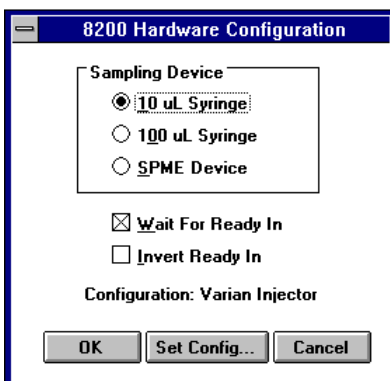 8200 Hardware Configuration
Sampling Device
10 uL Syringe
100 uL Syringe
SPME Device
Wait For Ready In
Invert Ready In
Configuration: Varian Injector
OK
Set Config...
Cancel